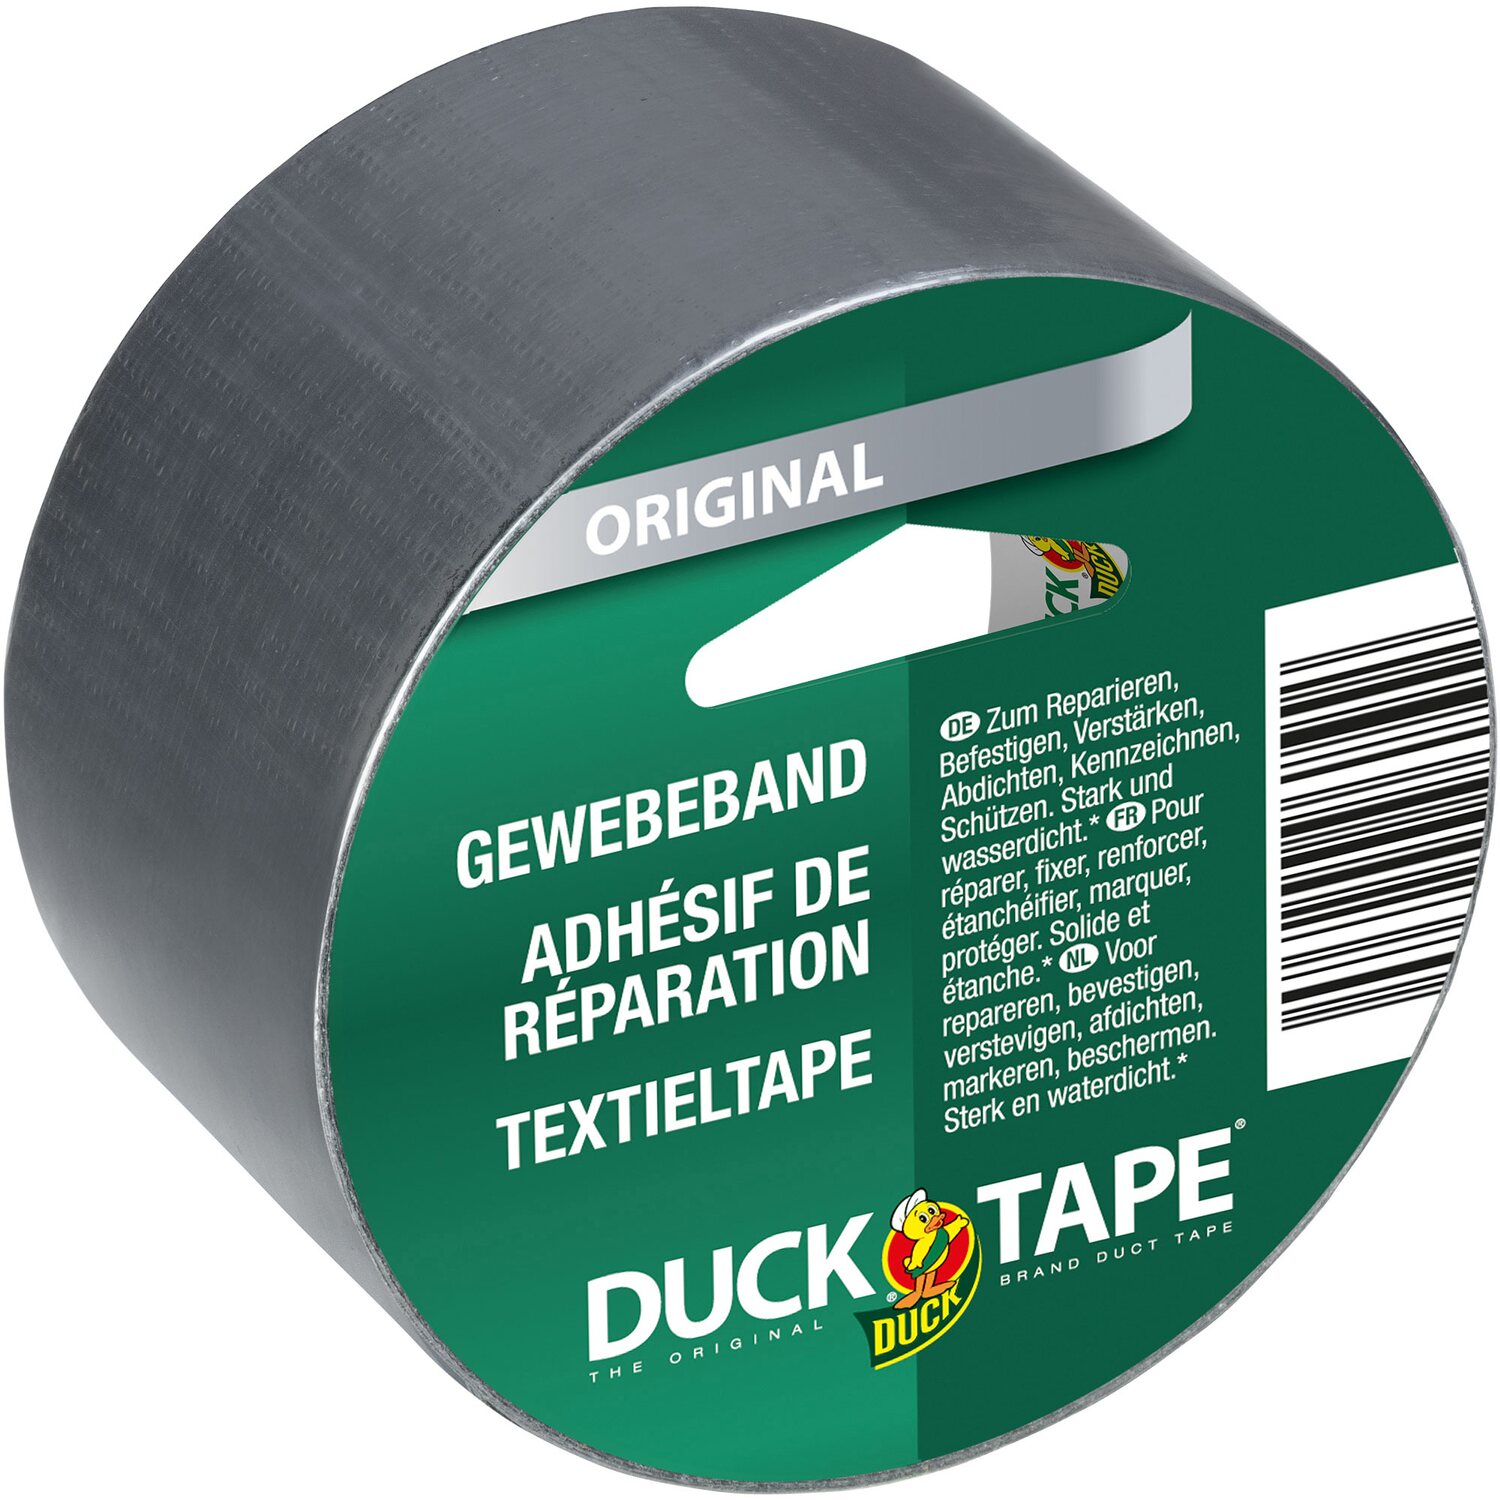 ORIGINAL
CK®
DUCK
GEWEBEBAND
ADHÉSIF DE
RÉPARATION
TEXTIELTAPE
DE Zum Reparieren,
Befestigen, Verstärken,
Abdichten, Kennzeichnen,
Schützen. Stark und
wasserdicht.* FR Pour
réparer, fixer, renforcer,
étanchéifier, marquer,
protéger. Solide et
étanche.* NL Voor
repareren, bevestigen,
verstevigen, afdichten,
markeren, beschermen.
Sterk en waterdicht.*
DUCK TAPE®
THE ORIGINAL ® DUCK BRAND DUCT TAPE